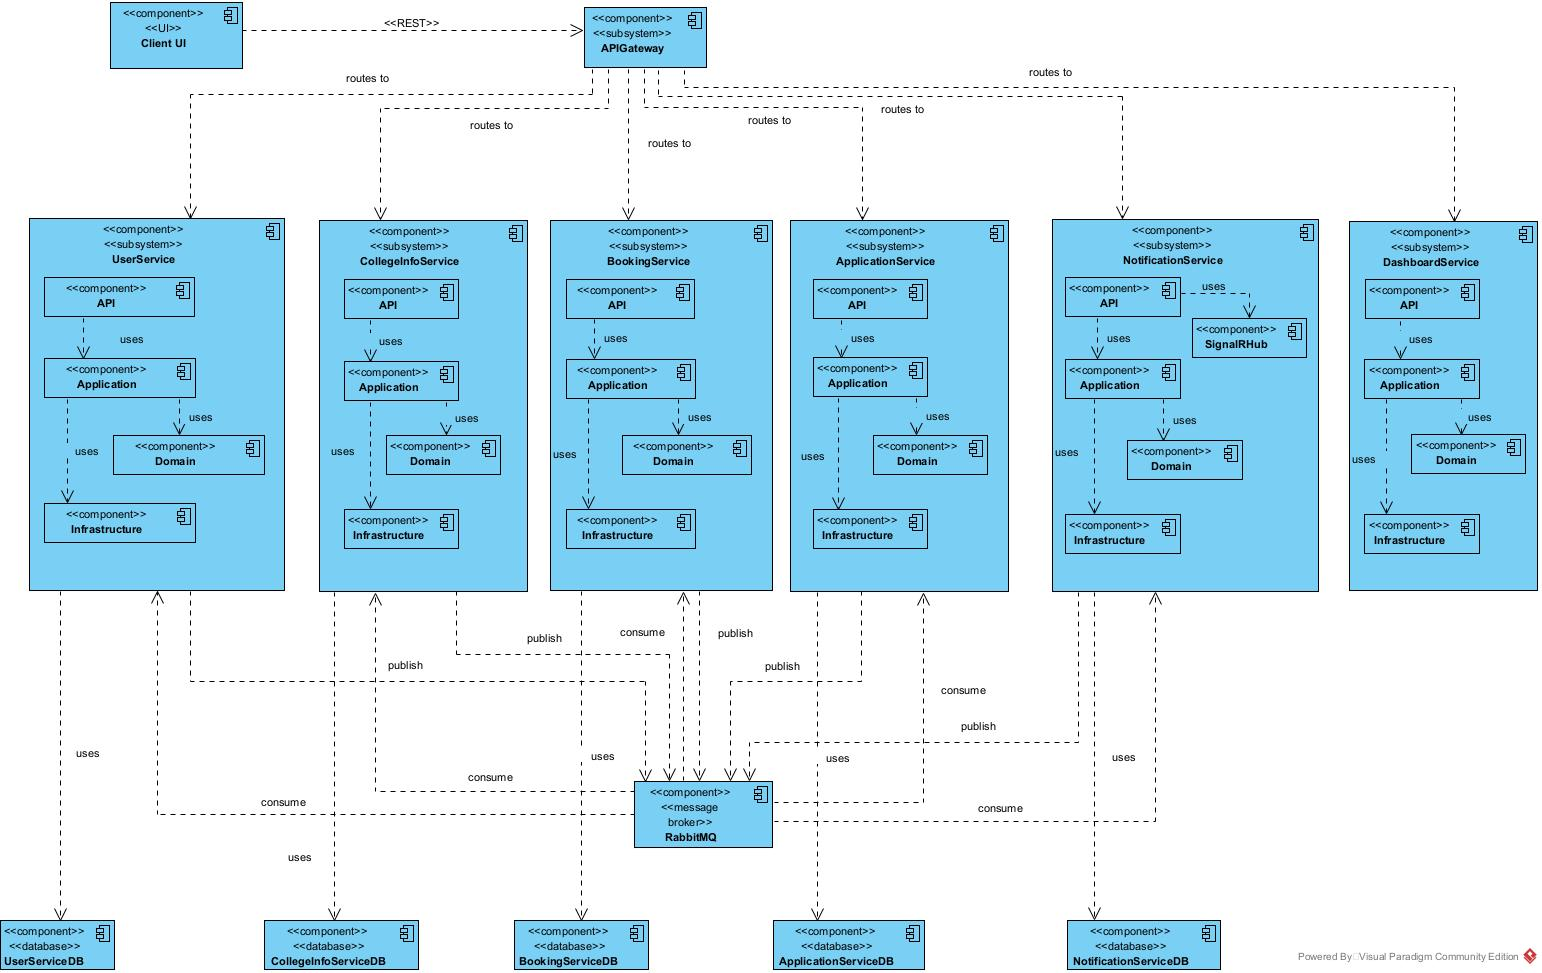 <<component>>
<<UI>>
Client UI
<<REST>>
<<component>>
<<subsystem>>
APIGateway
routes to
routes to
routes to
routes to
routes to
routes to
<<component>>
<<subsystem>>
UserService
<<component>>
API
uses
<<component>>
Application
uses
<<component>>
Domain
uses
<<component>>
Infrastructure
<<component>>
<<subsystem>>
CollegeInfoService
<<component>>
API
uses
<<component>>
Application
uses
<<component>>
Domain
uses
<<component>>
Infrastructure
<<component>>
<<subsystem>>
BookingService
<<component>>
API
uses
<<component>>
Application
uses
<<component>>
Domain
uses
<<component>>
Infrastructure
<<component>>
<<subsystem>>
ApplicationService
<<component>>
API
uses
<<component>>
Application
uses
<<component>>
Domain
uses
<<component>>
Infrastructure
<<component>>
<<subsystem>>
NotificationService
<<component>>
API
uses
<<component>>
SignalRHub
uses
<<component>>
Application
uses
<<component>>
Domain
uses
<<component>>
Infrastructure
<<component>>
<<subsystem>>
DashboardService
<<component>>
API
uses
<<component>>
Application
uses
<<component>>
Domain
uses
<<component>>
Infrastructure
publish
consume
publish
publish
publish
consume
publish
uses
uses
uses
uses
consume
consume
consume
uses
<<component>>
<<message
broker>>
RabbitMQ
<<component>>
<<database>>
UserServiceDB
<<component>>
<<database>>
CollegeInfoServiceDB
<<component>>
<<database>>
BookingServiceDB
<<component>>
<<database>>
ApplicationServiceDB
<<component>>
<<database>>
NotificationServiceDB
Powered By Visual Paradigm Community Edition